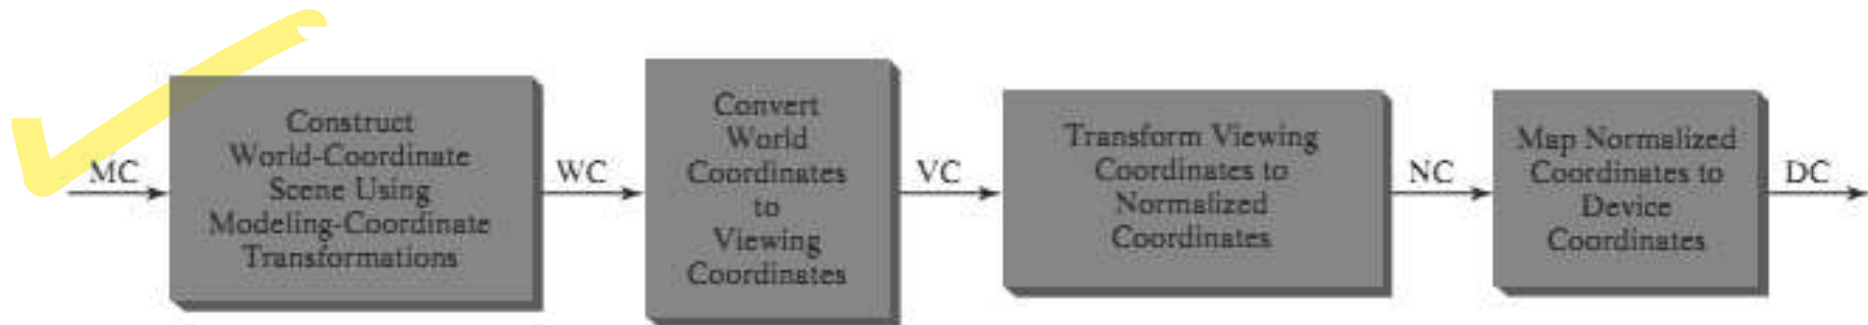 MC
Construct
World-Coordinate
Scene Using
Modeling-Coordinate
Transformations
WC
Convert
World
Coordinates
to
Viewing
Coordinates
VC
Transform Viewing
Coordinates to
Normalized
Coordinates
NC
Map Normalized
Coordinates to
Device
Coordinates
DC